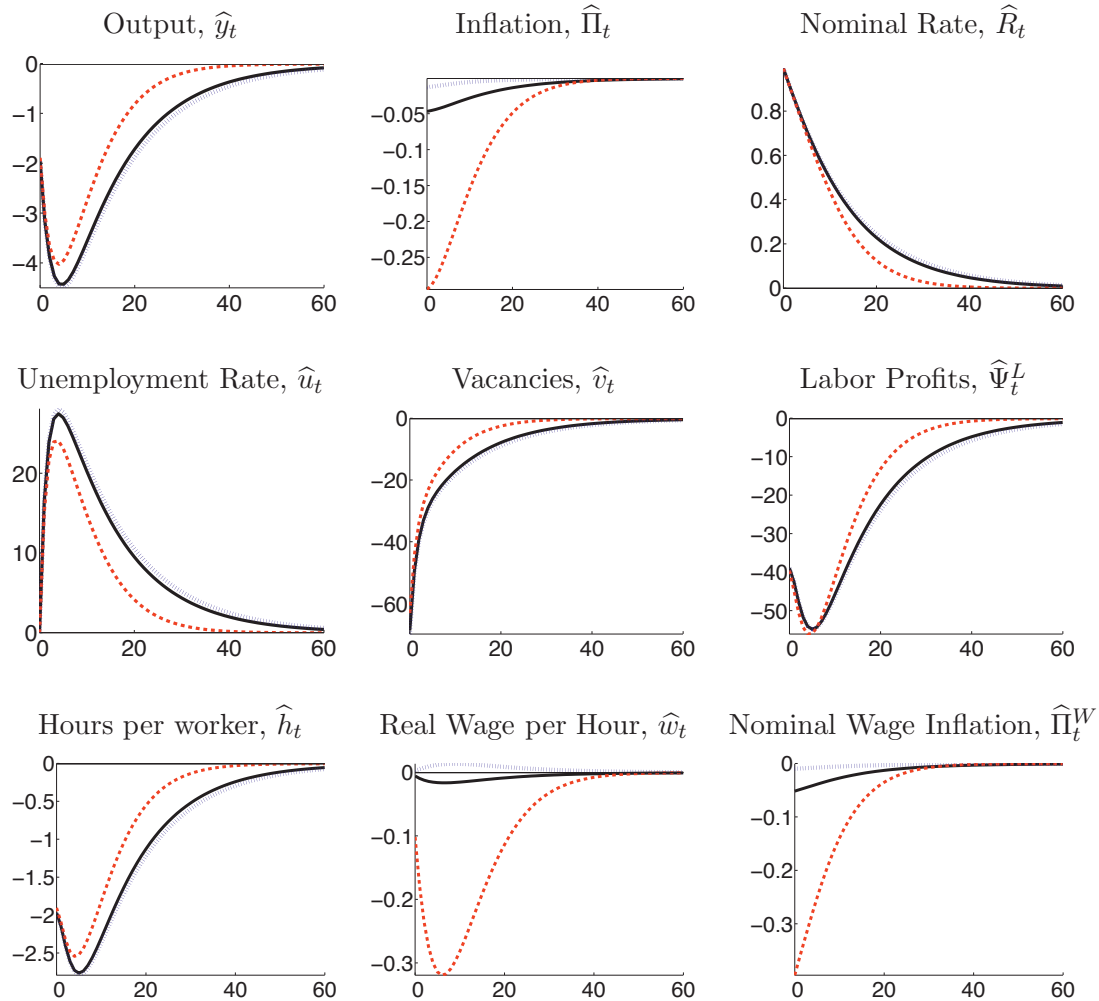 Output, ŷ_t
0
−1
−2
−3
−4
0 20 40 60
Inflation, Π̂_t
−0.05
−0.1
−0.15
−0.2
−0.25
0 20 40 60
Nominal Rate, R̂_t
0.8
0.6
0.4
0.2
0
0 20 40 60
Unemployment Rate, û_t
20
10
0
0 20 40 60
Vacancies, v̂_t
0
−20
−40
−60
0 20 40 60
Labor Profits, Ψ̂_t^L
0
−10
−20
−30
−40
−50
0 20 40 60
Hours per worker, ĥ_t
0
−0.5
−1
−1.5
−2
−2.5
0 20 40 60
Real Wage per Hour, ŵ_t
0
−0.1
−0.2
−0.3
0 20 40 60
Nominal Wage Inflation, Π̂_t^W
0
−0.1
−0.2
−0.3
0 20 40 60